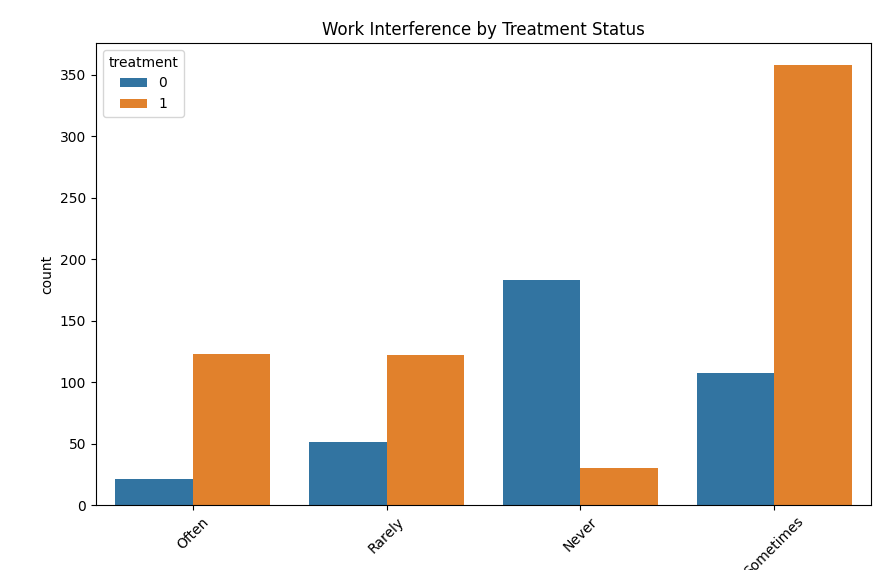 Work Interference by Treatment Status
treatment
0
1
350
300
250
200
150
100
50
0
count
Often
Rarely
Never
Sometimes